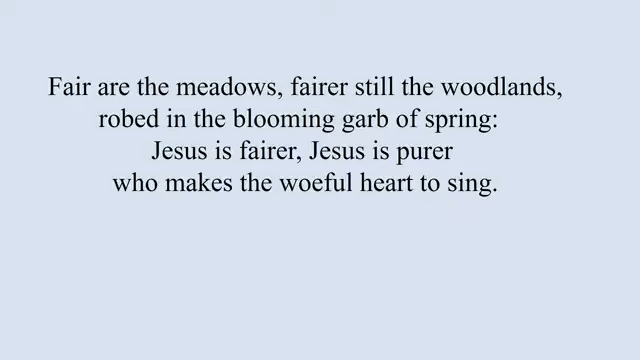 Fair are the meadows, fairer still the woodlands,
robed in the blooming garb of spring:
Jesus is fairer, Jesus is purer
who makes the woeful heart to sing.